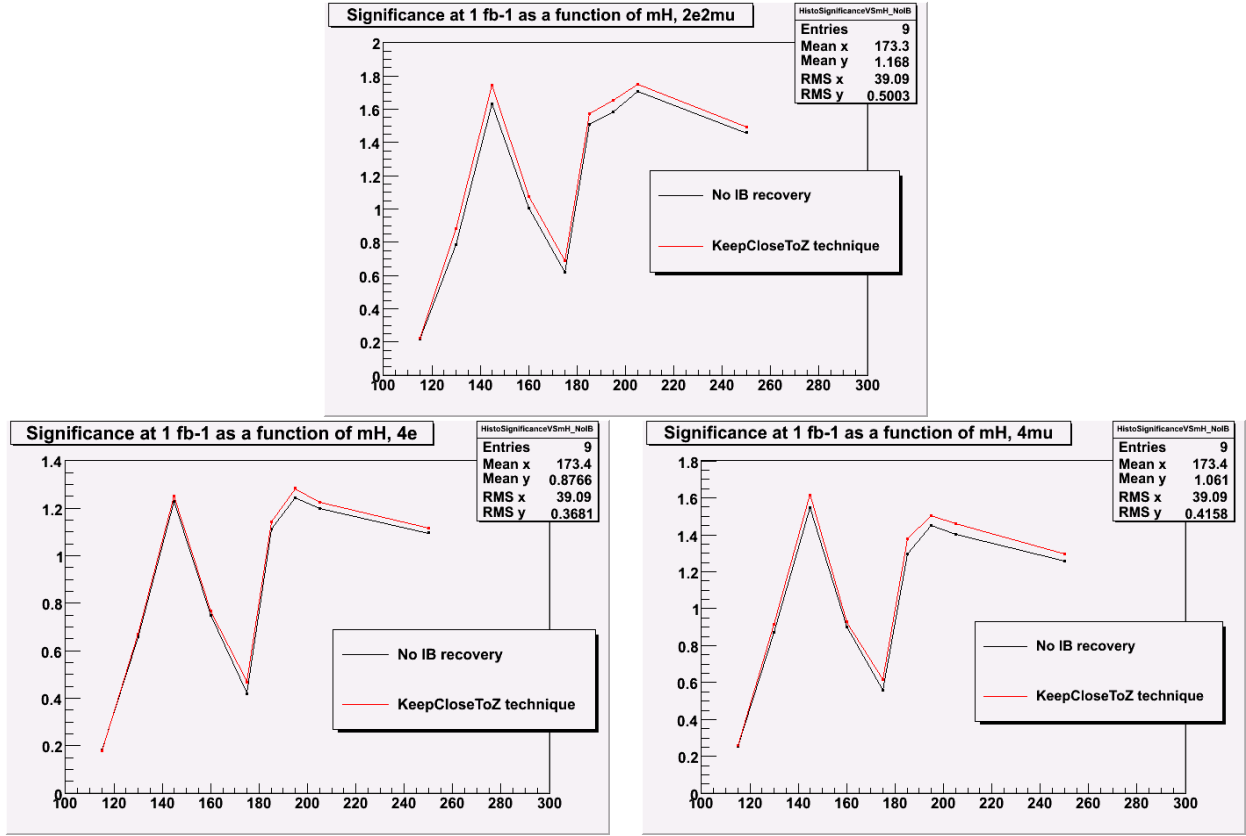 Significance at 1 fb-1 as a function of mH, 2e2mu
HistoSignificanceVSmH_NoIB
Entries 9
Mean x 173.3
Mean y 1.168
RMS x 39.09
RMS y 0.5003
2
1.8
1.6
1.4
1.2
1
0.8
0.6
0.4
0.2
0
No IB recovery
KeepCloseToZ technique
100 120 140 160 180 200 220 240 260 280 300
Significance at 1 fb-1 as a function of mH, 4e
HistoSignificanceVSmH_NoIB
Entries 9
Mean x 173.4
Mean y 0.8766
RMS x 39.09
RMS y 0.3681
1.4
1.2
1
0.8
0.6
0.4
0.2
0
No IB recovery
KeepCloseToZ technique
100 120 140 160 180 200 220 240 260 280 300
Significance at 1 fb-1 as a function of mH, 4mu
HistoSignificanceVSmH_NoIB
Entries 9
Mean x 173.4
Mean y 1.061
RMS x 39.09
RMS y 0.4158
1.8
1.6
1.4
1.2
1
0.8
0.6
0.4
0.2
0
No IB recovery
KeepCloseToZ technique
100 120 140 160 180 200 220 240 260 280 300